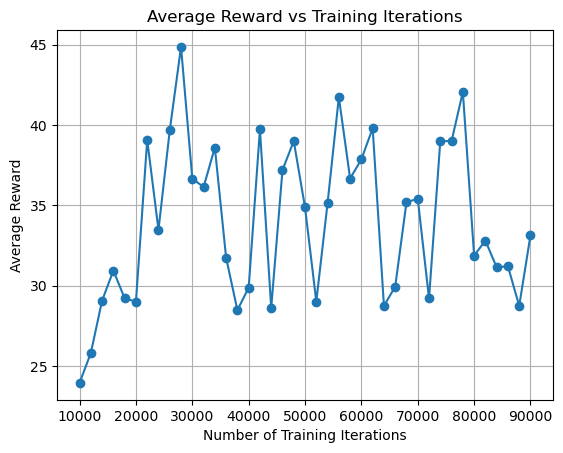 Average Reward vs Training Iterations
45
40
35
30
25
Average Reward
10000 20000 30000 40000 50000 60000 70000 80000 90000
Number of Training Iterations